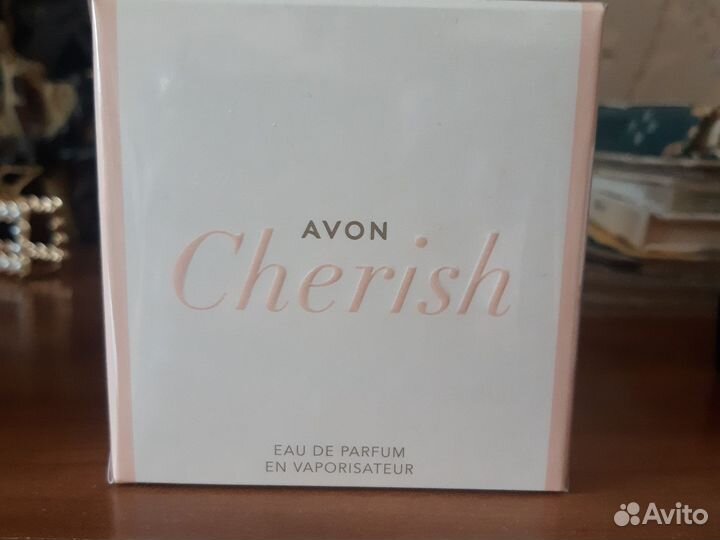 AVON
Cherish
EAU DE PARFUM
EN VAPORISATEUR
Avito